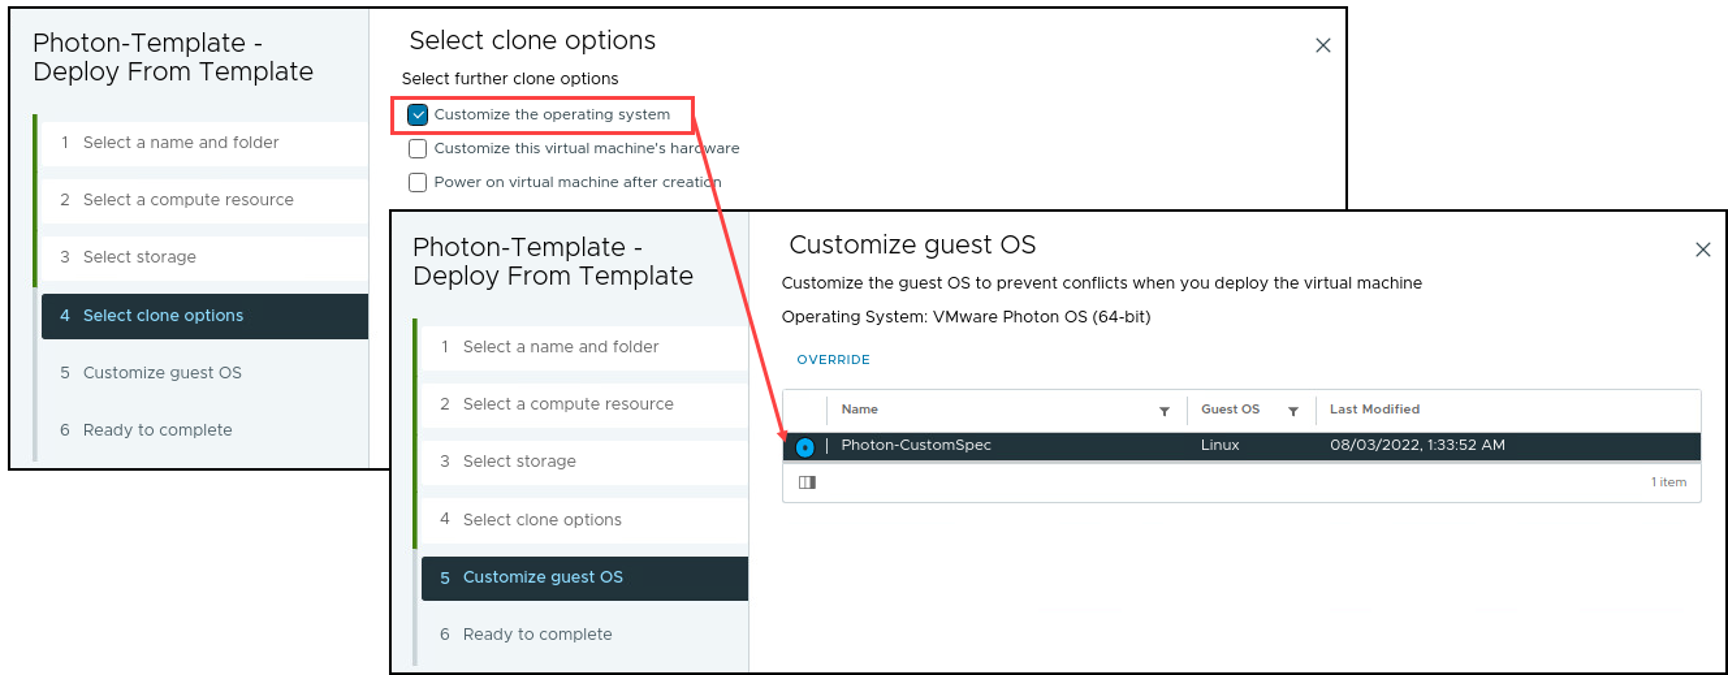 Photon-Template -
Deploy From Template
1 Select a name and folder
2 Select a compute resource
3 Select storage
4 Select clone options
5 Customize guest OS
6 Ready to complete
Select clone options
Select further clone options
Customize the operating system
Customize this virtual machine's hardware
Power on virtual machine after creation
Photon-Template -
Deploy From Template
1 Select a name and folder
2 Select a compute resource
3 Select storage
4 Select clone options
5 Customize guest OS
6 Ready to complete
Customize guest OS
Customize the guest OS to prevent conflicts when you deploy the virtual machine
Operating System: VMware Photon OS (64-bit)
OVERRIDE
Name Guest OS Last Modified
Photon-CustomSpec Linux 08/03/2022, 1:33:52 AM
1 item